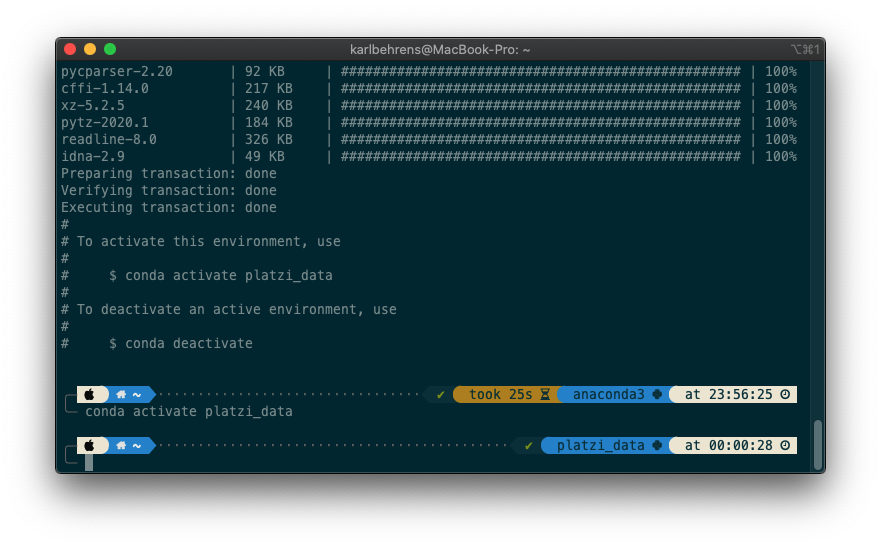 karlbehrens@MacBook-Pro: ~ ⌥⌘1
pycparser-2.20 | 92 KB | ################################################## | 100%
cffi-1.14.0 | 217 KB | ################################################## | 100%
xz-5.2.5 | 240 KB | ################################################## | 100%
pytz-2020.1 | 184 KB | ################################################## | 100%
readline-8.0 | 326 KB | ################################################## | 100%
idna-2.9 | 49 KB | ################################################## | 100%
Preparing transaction: done
Verifying transaction: done
Executing transaction: done
#
# To activate this environment, use
#
#     $ conda activate platzi_data
#
# To deactivate an active environment, use
#
#     $ conda deactivate
~ ✔ took 25s anaconda3 at 23:56:25
conda activate platzi_data
~ ✔ platzi_data at 00:00:28